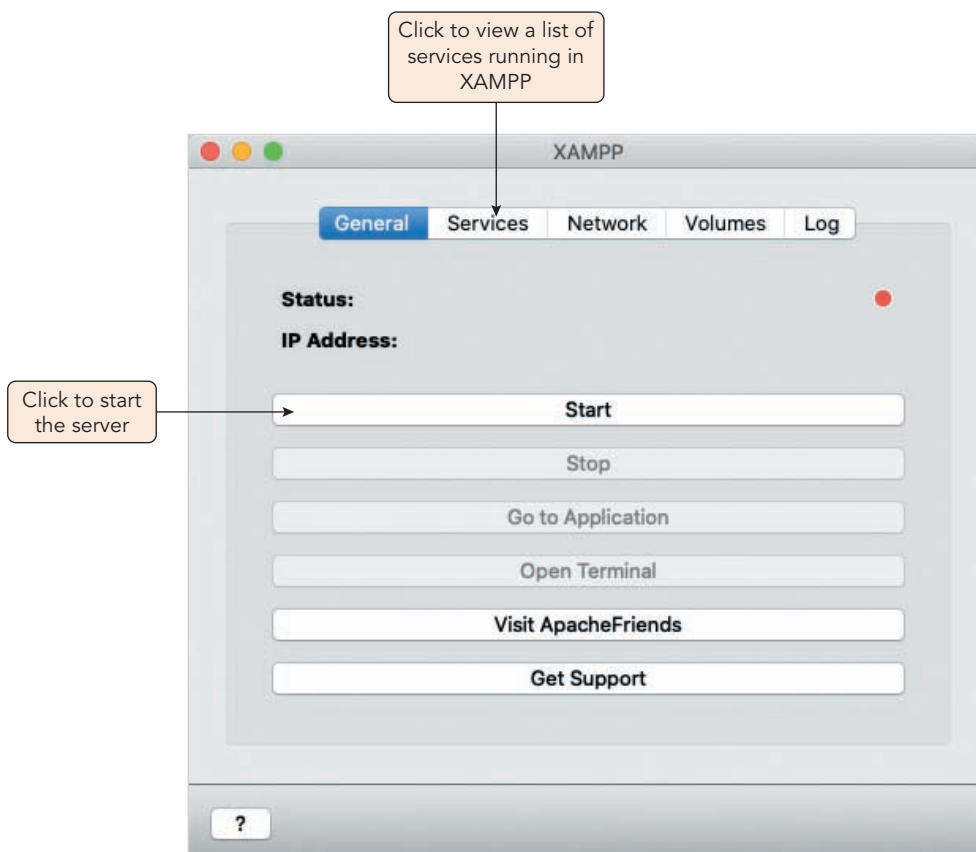 Click to view a list of
services running in
XAMPP
XAMPP
General Services Network Volumes Log
Status:
IP Address:
Click to start
the server
Start
Stop
Go to Application
Open Terminal
Visit ApacheFriends
Get Support
?